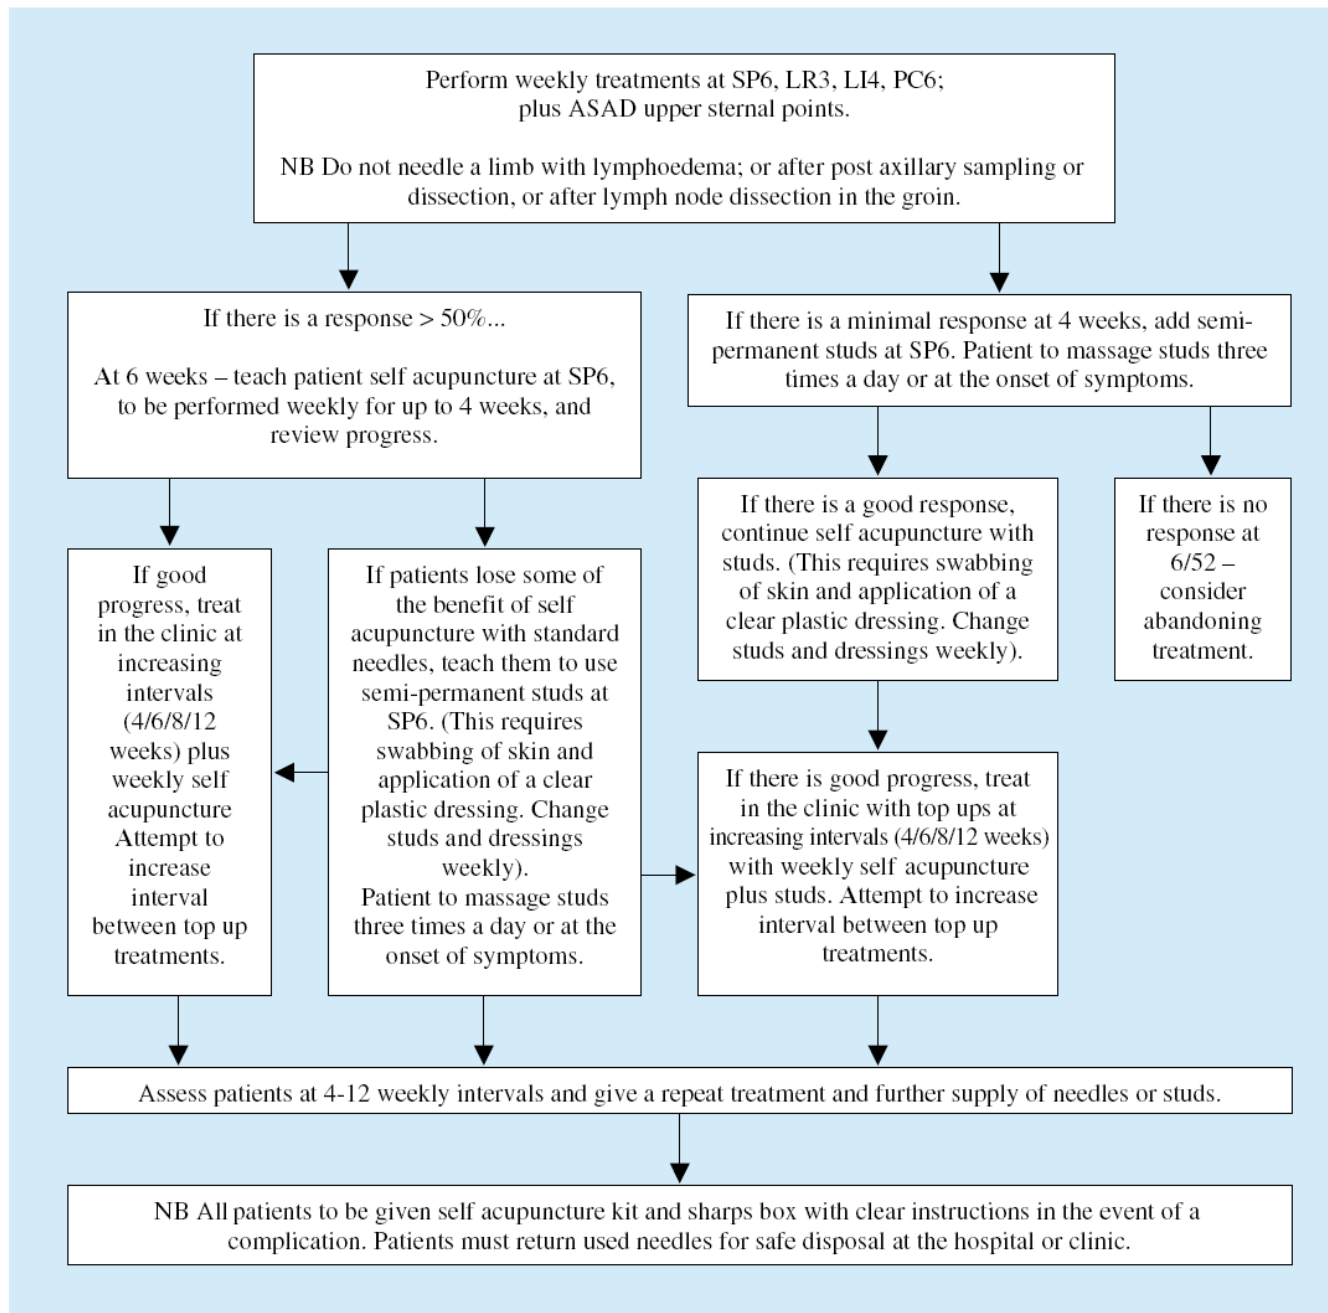 Perform weekly treatments at SP6, LR3, LI4, PC6;
plus ASAD upper sternal points.
NB Do not needle a limb with lymphoedema; or after post axillary sampling or
dissection, or after lymph node dissection in the groin.
If there is a response > 50%...
At 6 weeks – teach patient self acupuncture at SP6,
to be performed weekly for up to 4 weeks, and
review progress.
If there is a minimal response at 4 weeks, add semi-
permanent studs at SP6. Patient to massage studs three
times a day or at the onset of symptoms.
If good
progress, treat
in the clinic at
increasing
intervals
(4/6/8/12
weeks) plus
weekly self
acupuncture
Attempt to
increase
interval
between top up
treatments.
If patients lose some of
the benefit of self
acupuncture with standard
needles, teach them to use
semi-permanent studs at
SP6. (This requires
swabbing of skin and
application of a clear
plastic dressing. Change
studs and dressings
weekly).
Patient to massage studs
three times a day or at the
onset of symptoms.
If there is a good response,
continue self acupuncture with
studs. (This requires swabbing
of skin and application of a
clear plastic dressing. Change
studs and dressings weekly).
If there is no
response at
6/52 –
consider
abandoning
treatment.
If there is good progress, treat
in the clinic with top ups at
increasing intervals (4/6/8/12 weeks)
with weekly self acupuncture
plus studs. Attempt to increase
interval between top up
treatments.
Assess patients at 4-12 weekly intervals and give a repeat treatment and further supply of needles or studs.
NB All patients to be given self acupuncture kit and sharps box with clear instructions in the event of a
complication. Patients must return used needles for safe disposal at the hospital or clinic.